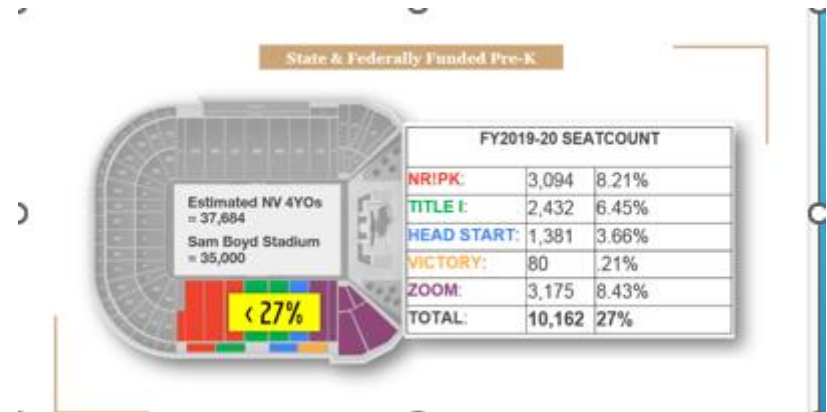 State & Federally Funded Pre-K
FY2019-20 SEATCOUNT
NR!PK: 3,094 8.21%
TITLE I: 2,432 6.45%
HEAD START: 1,381 3.66%
VICTORY: 80 .21%
ZOOM: 3,175 8.43%
TOTAL: 10,162 27%
Estimated NV 4YOs
= 37,684
Sam Boyd Stadium
= 35,000
< 27%